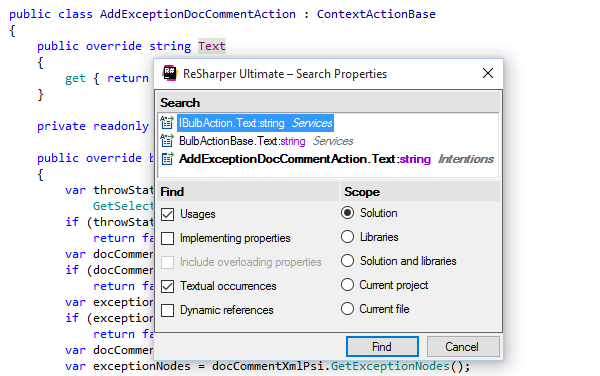 public class AddExceptionDocCommentAction : ContextActionBase
{
public override string Text
{
get { return
}
private readonly
public override b
{
var throwStat
GetSelect
if (throwStat
return fa
var docCommen
if (docCommen
return fa
var exception
if (exception
return fa
var docCommen
var exceptionNodes = docCommentXmlPsi.GetExceptionNodes();
R#
ReSharper Ultimate – Search Properties
Search
IBulbAction.Text:string Services
BulbActionBase.Text:string Services
AddExceptionDocCommentAction.Text:string Intentions
Find
Usages
Implementing properties
Include overloading properties
Textual occurrences
Dynamic references
Scope
Solution
Libraries
Solution and libraries
Current project
Current file
Find
Cancel